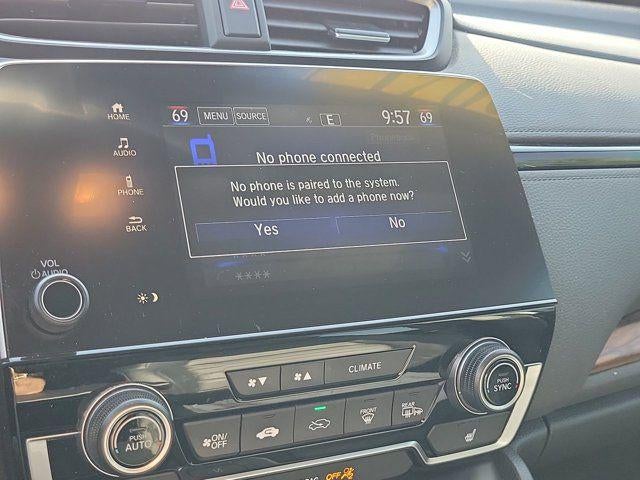 HOME
69 MENU SOURCE E 9:57 69
AUDIO
No phone connected
PHONE
No phone is paired to the system.
Would you like to add a phone now?
BACK
Yes No
****
****
VOL
AUDIO
CLIMATE
PUSH
SYNC
PUSH
AUTO
ON/
OFF
FRONT
REAR
OFF